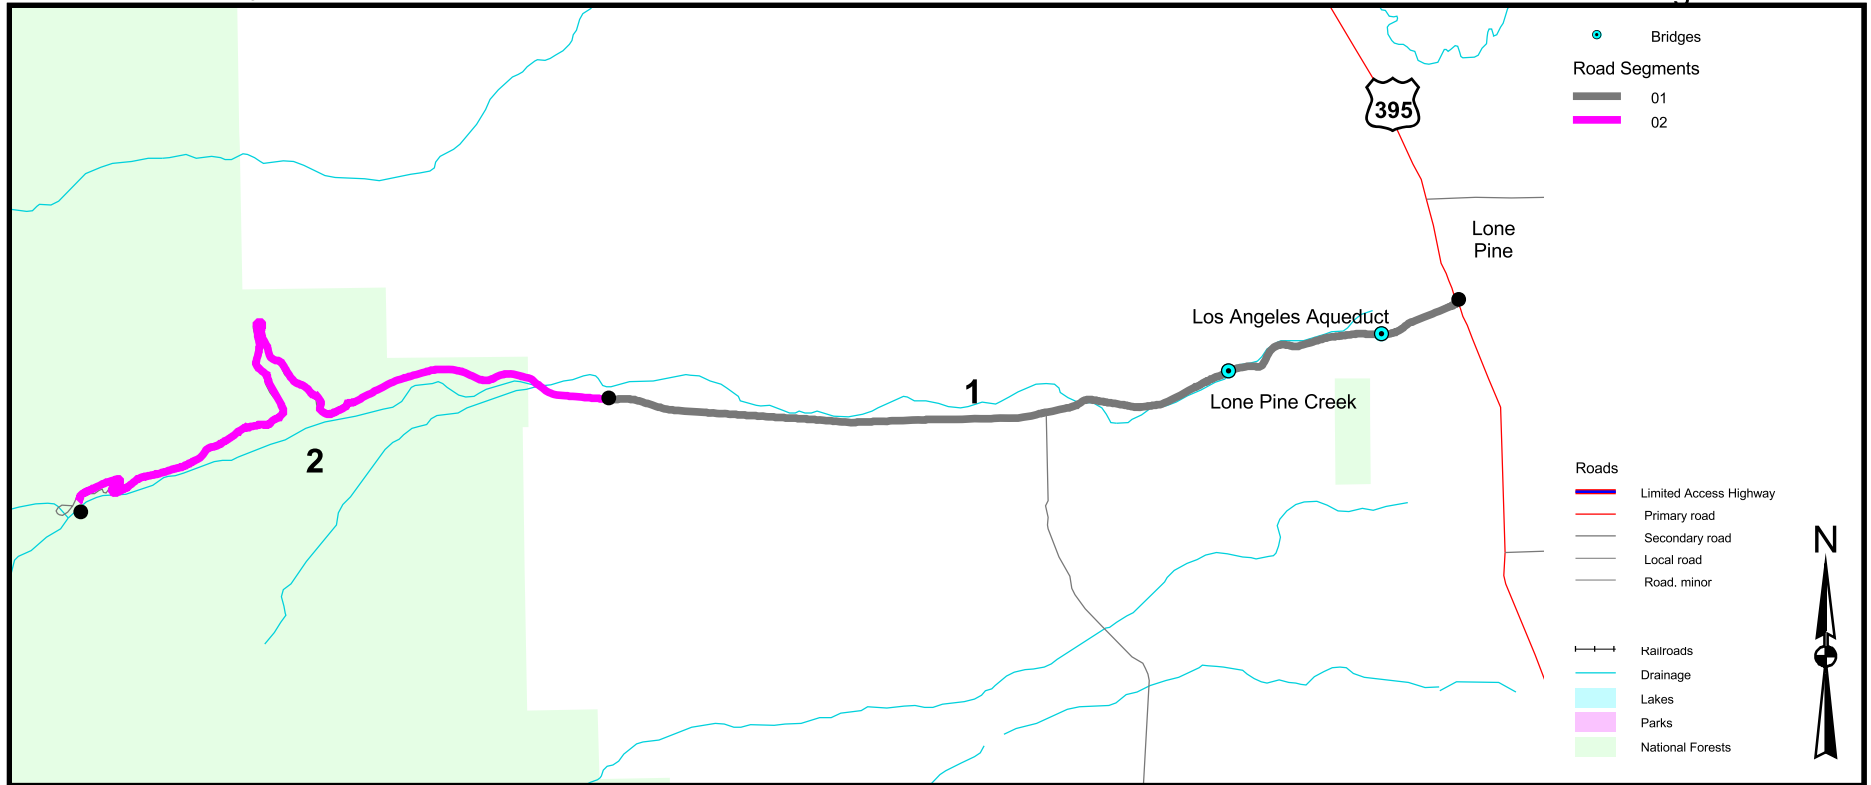 Bridges
Road Segments
01
02
395
Lone
Pine
Los Angeles Aqueduct
1
Lone Pine Creek
2
Roads
Limited Access Highway
Primary road
Secondary road
Local road
Road, minor
N
Railroads
Drainage
Lakes
Parks
National Forests